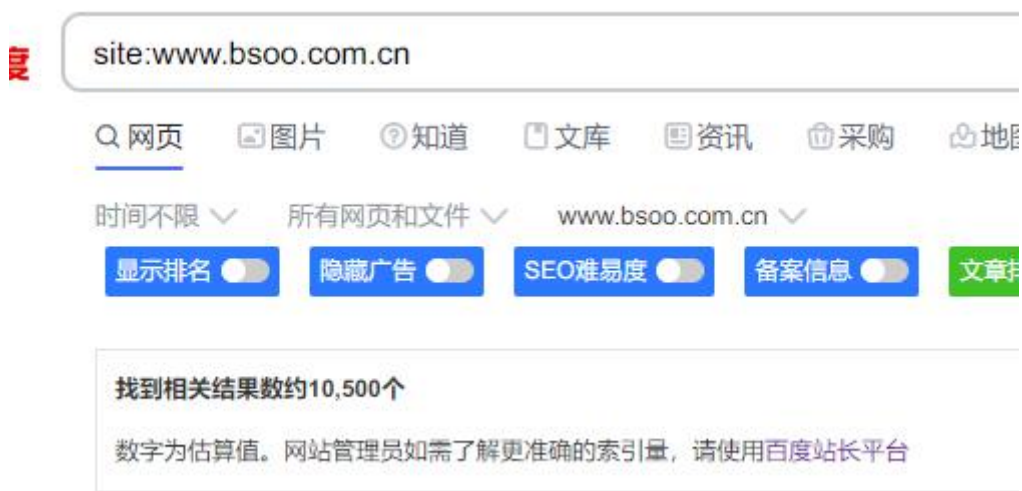 度
site:www.bsoo.com.cn
网页 图片 知道 文库 资讯 采购 地图
时间不限 所有网页和文件 www.bsoo.com.cn
显示排名 隐藏广告 SEO难易度 备案信息 文章
找到相关结果数约10,500个
数字为估算值。网站管理员如需了解更准确的索引量，请使用百度站长平台